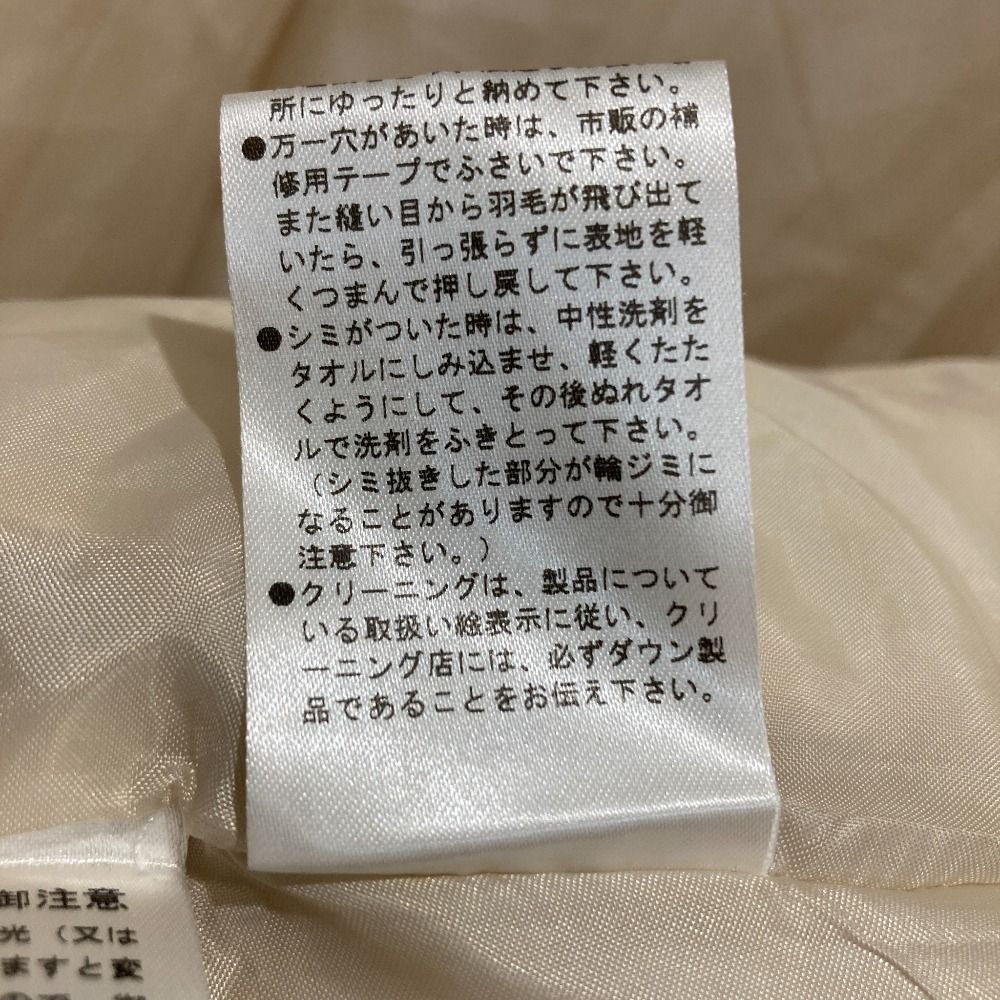 所にゆったりと納めて下さい。
●万一穴があいた時は、市販の補
修用テープでふさいで下さい。
また縫い目から羽毛が飛び出て
いたら、引っ張らずに表地を軽
くつまんで押し戻して下さい。
●シミがついた時は、中性洗剤を
タオルにしみ込ませ、軽くたた
くようにして、その後ぬれタオ
ルで洗剤をふきとって下さい。
（シミ抜きした部分が輪ジミに
なることがありますので十分御
注意下さい。）
●クリーニングは、製品について
いる取扱い絵表示に従い、クリ
ーニング店には、必ずダウン製
品であることをお伝え下さい。
御注意
光（又は
ますと変